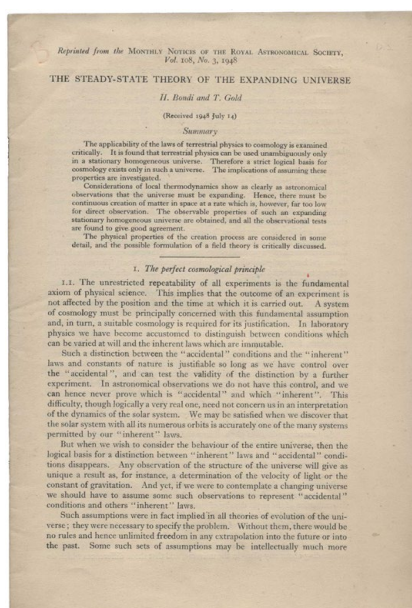 Reprinted from the MONTHLY NOTICES OF THE ROYAL ASTRONOMICAL SOCIETY,
Vol. 108, No. 3, 1948
THE STEADY-STATE THEORY OF THE EXPANDING UNIVERSE
H. Bondi and T. Gold
(Received 1948 July 14)
Summary
The applicability of the laws of terrestrial physics to cosmology is examined
critically. It is found that terrestrial physics can be used unambiguously only
in a stationary homogeneous universe. Therefore a strict logical basis for
cosmology exists only in such a universe. The implications of assuming these
properties are investigated.
Considerations of local thermodynamics show as clearly as astronomical
observations that the universe must be expanding. Hence, there must be
continuous creation of matter in space at a rate which is, however, far too low
for direct observation. The observable properties of such an expanding
stationary homogeneous universe are obtained, and all the observational tests
are found to give good agreement.
The physical properties of the creation process are considered in some
detail, and the possible formulation of a field theory is critically discussed.
1. The perfect cosmological principle
1.1. The unrestricted repeatability of all experiments is the fundamental
axiom of physical science. This implies that the outcome of an experiment is
not affected by the position and the time at which it is carried out. A system
of cosmology must be principally concerned with this fundamental assumption
and, in turn, a suitable cosmology is required for its justification. In laboratory
physics we have become accustomed to distinguish between conditions which
can be varied at will and the inherent laws which are immutable.
Such a distinction between the "accidental" conditions and the "inherent"
laws and constants of nature is justifiable so long as we have control over
the "accidental", and can test the validity of the distinction by a further
experiment. In astronomical observations we do not have this control, and we
can hence never prove which is "accidental" and which "inherent". This
difficulty, though logically a very real one, need not concern us in an interpretation
of the dynamics of the solar system. We may be satisfied when we discover that
the solar system with all its numerous orbits is accurately one of the many systems
permitted by our "inherent" laws.
But when we wish to consider the behaviour of the entire universe, then the
logical basis for a distinction between "inherent" laws and "accidental" condi-
tions disappears. Any observation of the structure of the universe will give as
unique a result as, for instance, a determination of the velocity of light or the
constant of gravitation. And yet, if we were to contemplate a changing universe
we should have to assume some such observations to represent "accidental"
conditions and others "inherent" laws.
Such assumptions were in fact implied in all theories of evolution of the uni-
verse; they were necessary to specify the problem. Without them, there would be
no rules and hence unlimited freedom in any extrapolation into the future or into
the past. Some such sets of assumptions may be intellectually much more